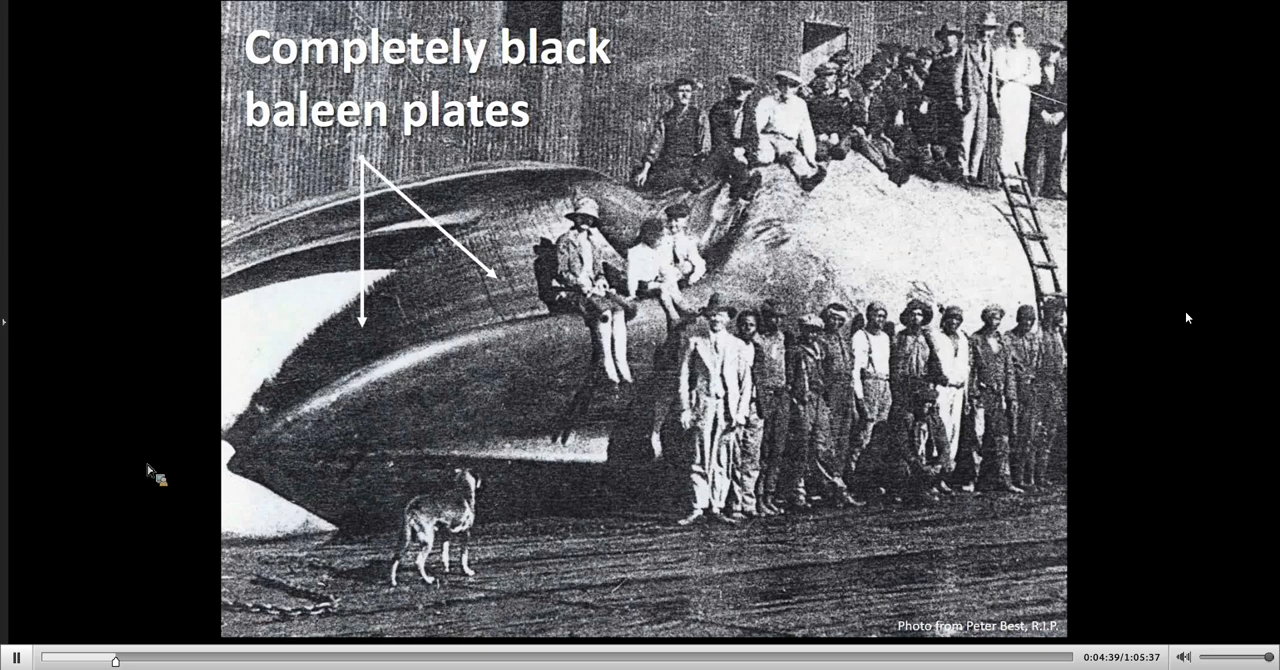 Completely black
baleen plates
Photo from Peter Best, R.I.P.
0:04:39/1:05:37